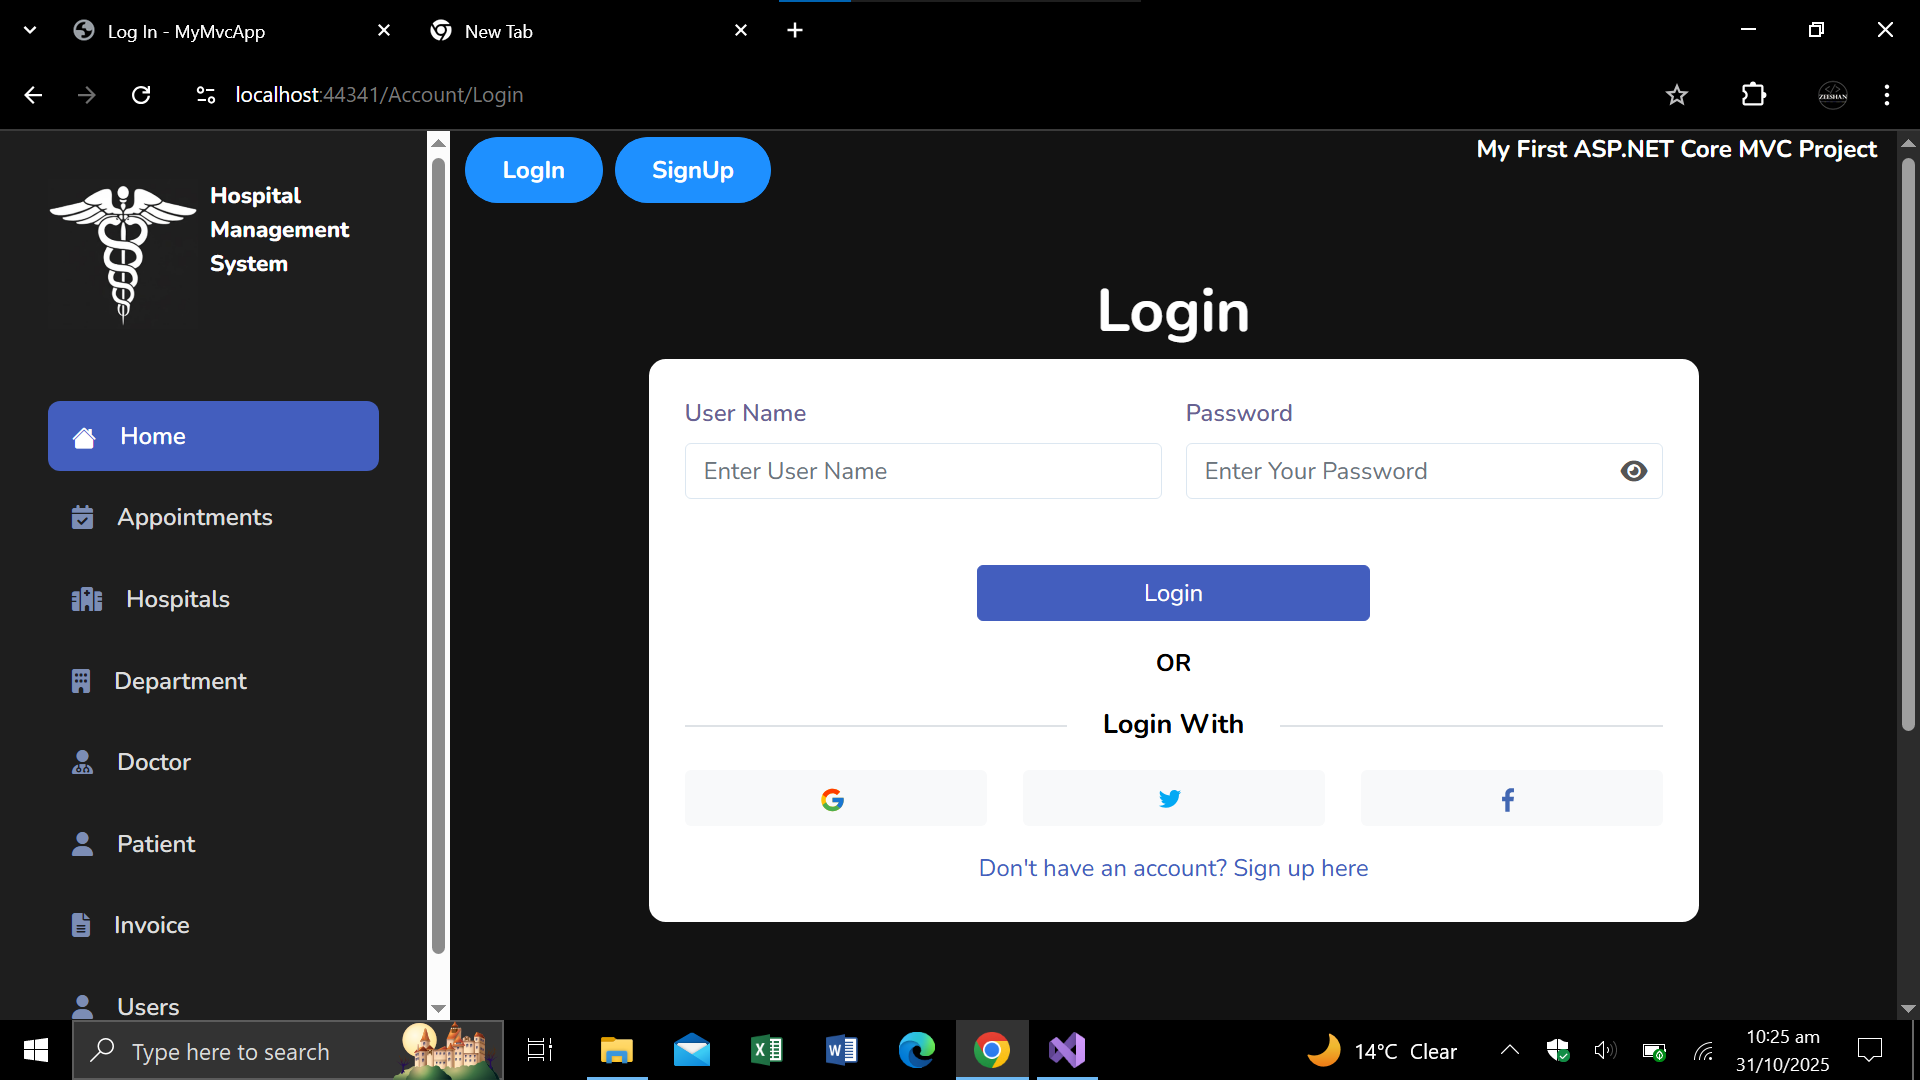 Log In - MyMvcApp
New Tab
localhost:44341/Account/Login
ZEESHAN
Hospital
Management
System
Home
Appointments
Hospitals
Department
Doctor
Patient
Invoice
Users
LogIn
SignUp
My First ASP.NET Core MVC Project
Login
User Name
Password
Enter User Name
Enter Your Password
Login
OR
Login With
Don't have an account? Sign up here
Type here to search
14°C Clear
10:25 am
31/10/2025